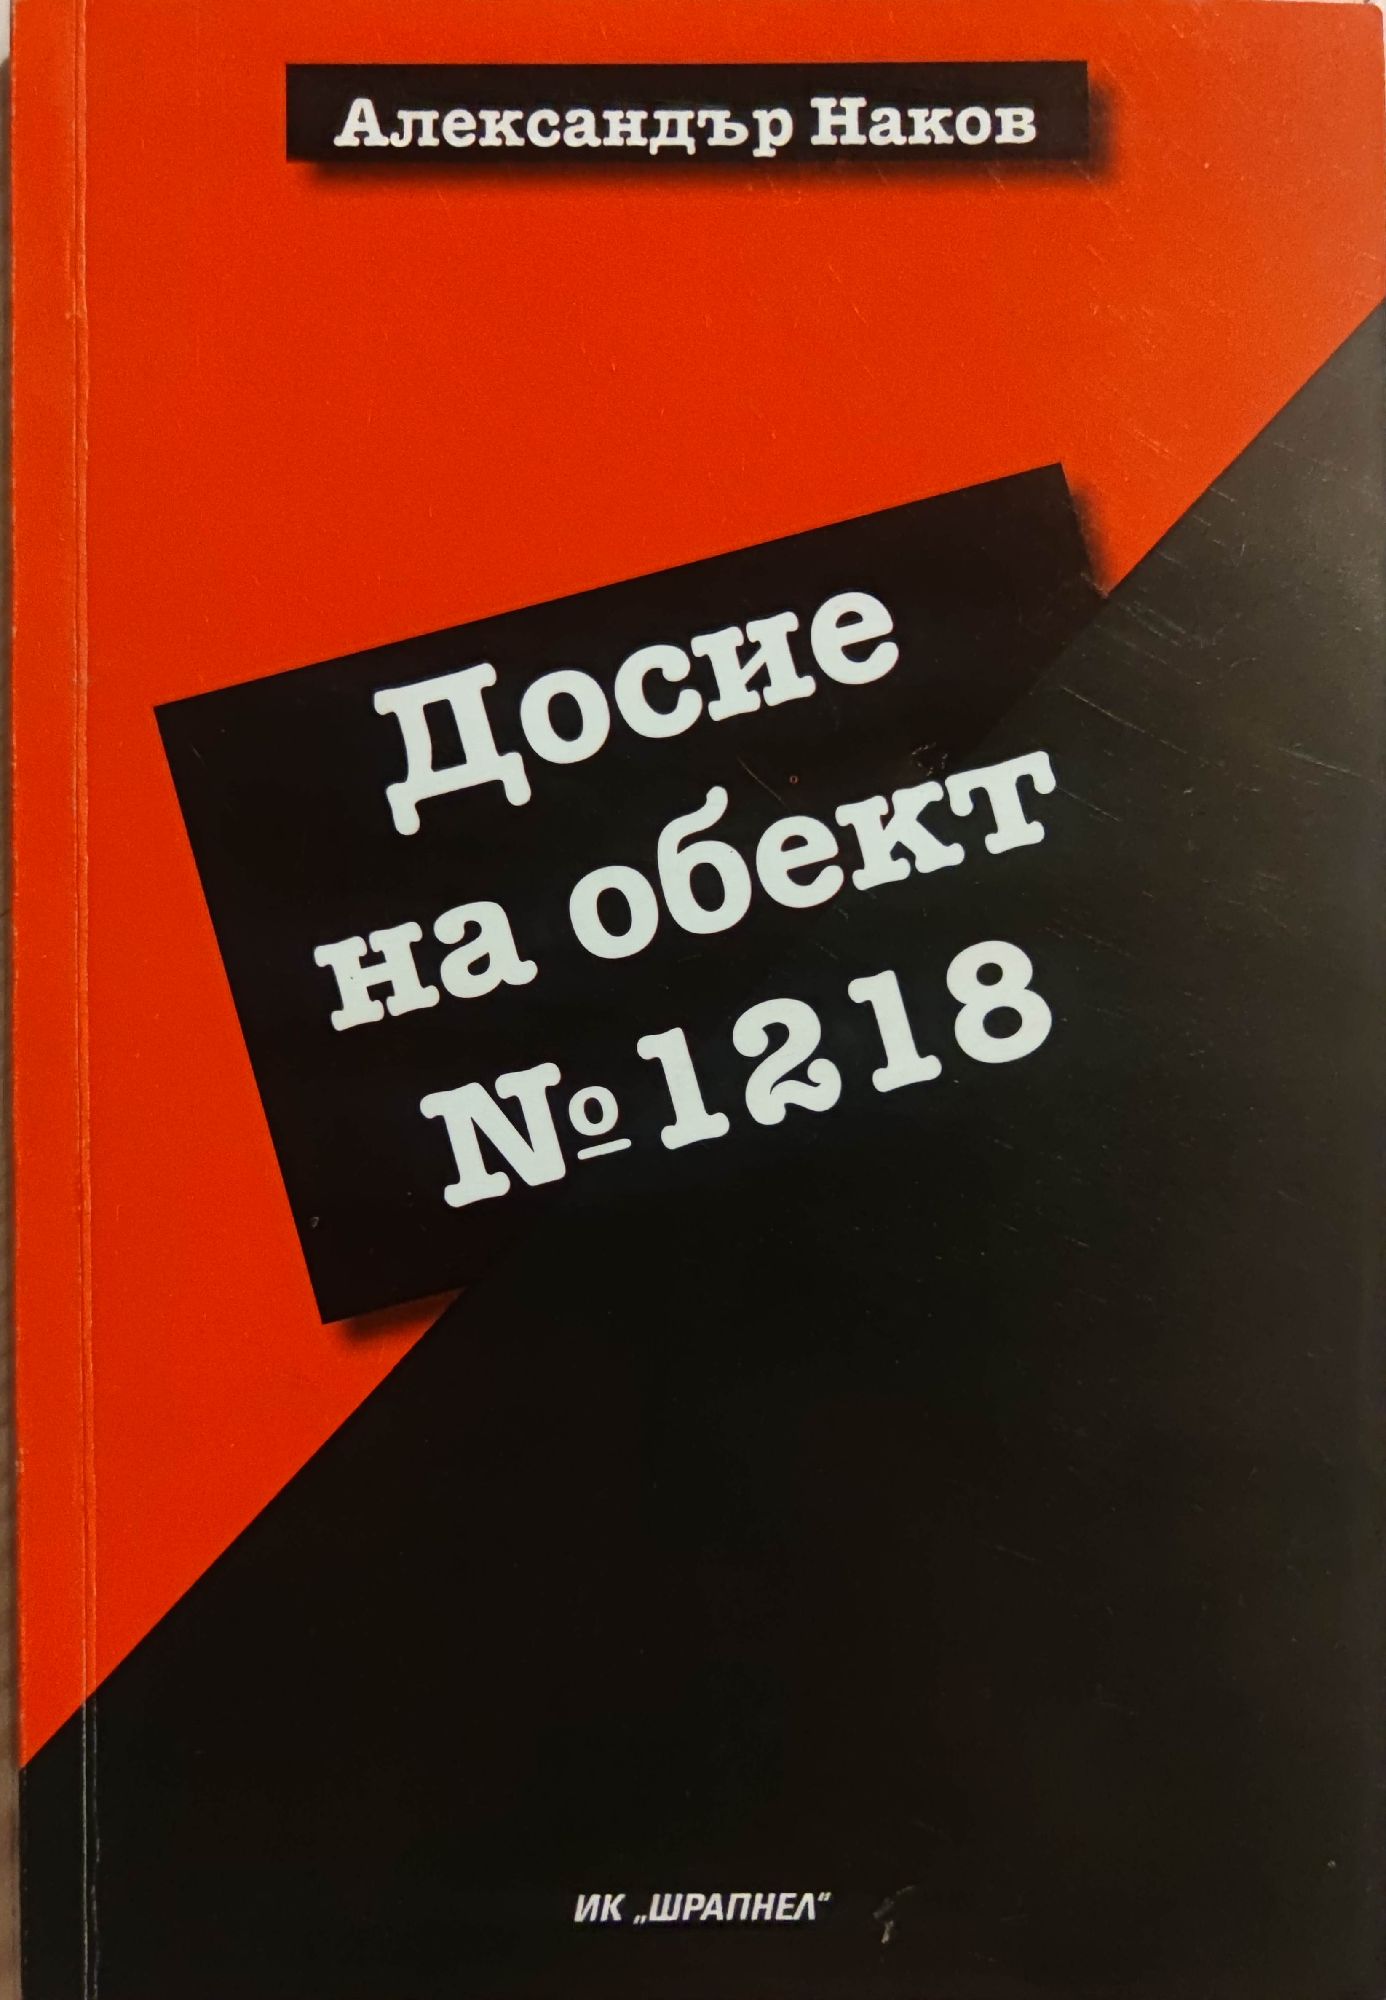 Александър Наков
Досие
на обект
№1218
ИК „ШРАПНЕЛ“